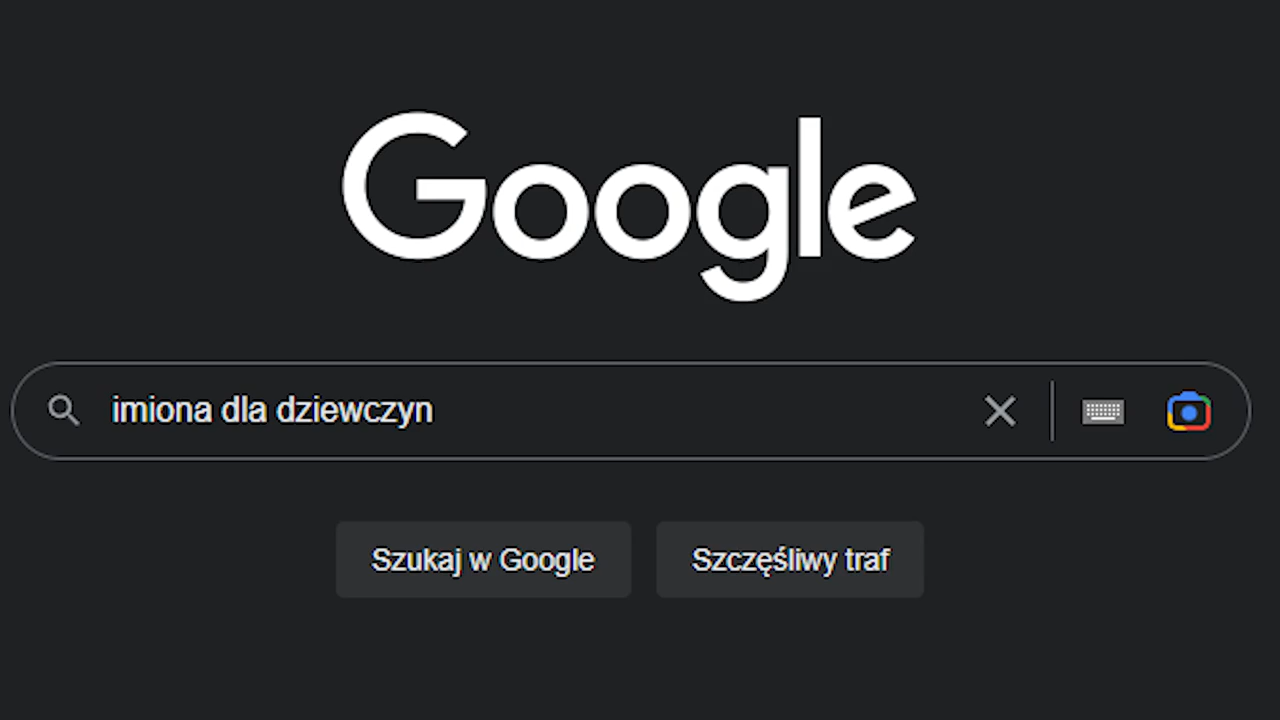 Google
imiona dla dziewczyn
Szukaj w Google
Szczęśliwy traf